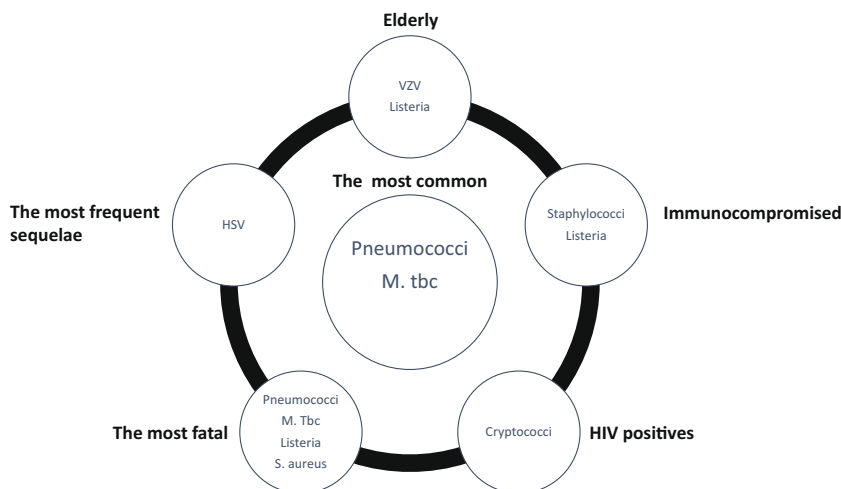 Elderly
VZV
Listeria
The most common
Pneumococci
M. tbc
The most frequent
sequelae
HSV
Staphylococci
Listeria
Immunocompromised
The most fatal
Pneumococci
M. Tbc
Listeria
S. aureus
Cryptococci
HIV positives